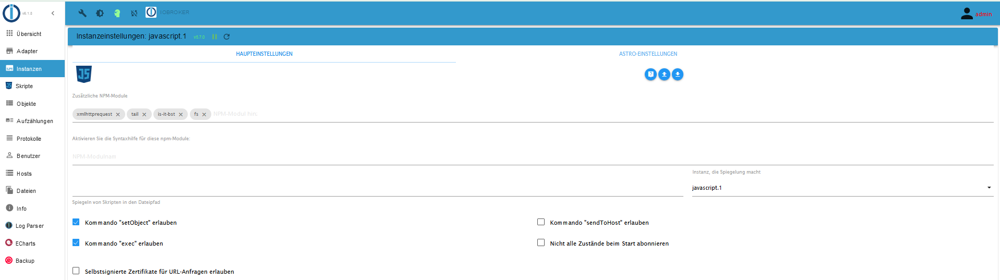 v6.1.8
IOBROKER
admin
Übersicht
Adapter
Instanzen
Skripte
Objekte
Aufzählungen
Protokolle
Benutzer
Hosts
Dateien
Info
Log Parser
ECharts
Backup
Instanzeinstellungen: javascript.1 v5.7.0
HAUPTEINSTELLUNGEN
ASTRO-EINSTELLUNGEN
JS
Zusätzliche NPM-Module
xmlhttprequest tail is-it-bst fs NPM-Modul hin:
Aktivieren Sie die Syntaxhilfe für diese npm-Module:
NPM-Modulnam
Instanz, die Spiegelung macht
javascript.1
Spiegeln von Skripten in den Dateipfad
Kommando "setObject" erlauben
Kommando "sendToHost" erlauben
Kommando "exec" erlauben
Nicht alle Zustände beim Start abonnieren
Selbstsignierte Zertifikate für URL-Anfragen erlauben